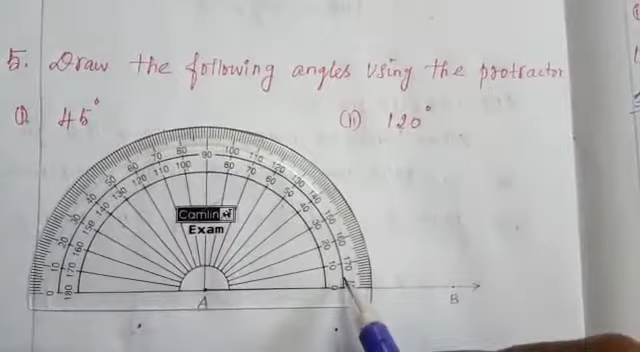 5. Draw the following angles using the protractor
(i) 45° (ii) 120°
Camlin
Exam
A B